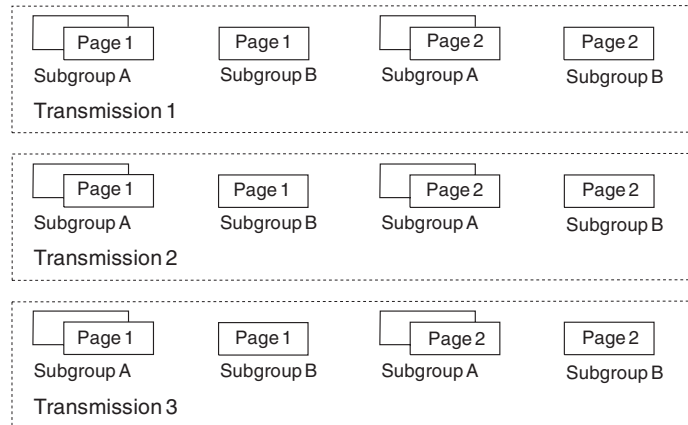 Page 1 Page 1 Page 2 Page 2
Subgroup A Subgroup B Subgroup A Subgroup B
Transmission 1
Page 1 Page 1 Page 2 Page 2
Subgroup A Subgroup B Subgroup A Subgroup B
Transmission 2
Page 1 Page 1 Page 2 Page 2
Subgroup A Subgroup B Subgroup A Subgroup B
Transmission 3